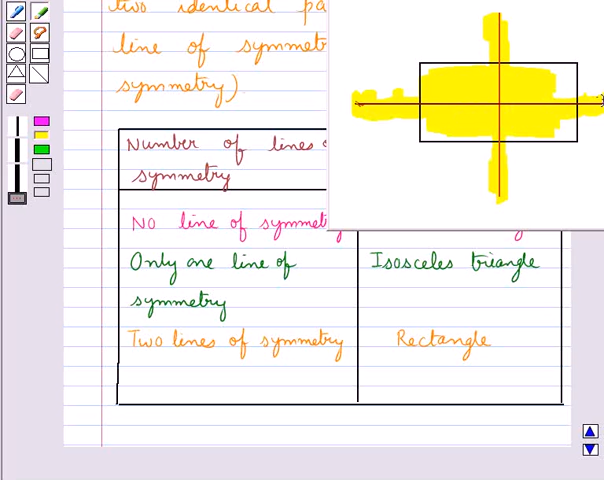 two identical pa
line of symmetr
symmetry)
Number of lines
symmetry
No line of symmetry
Only one line of
symmetry
Isosceles triangle
Two lines of symmetry
Rectangle